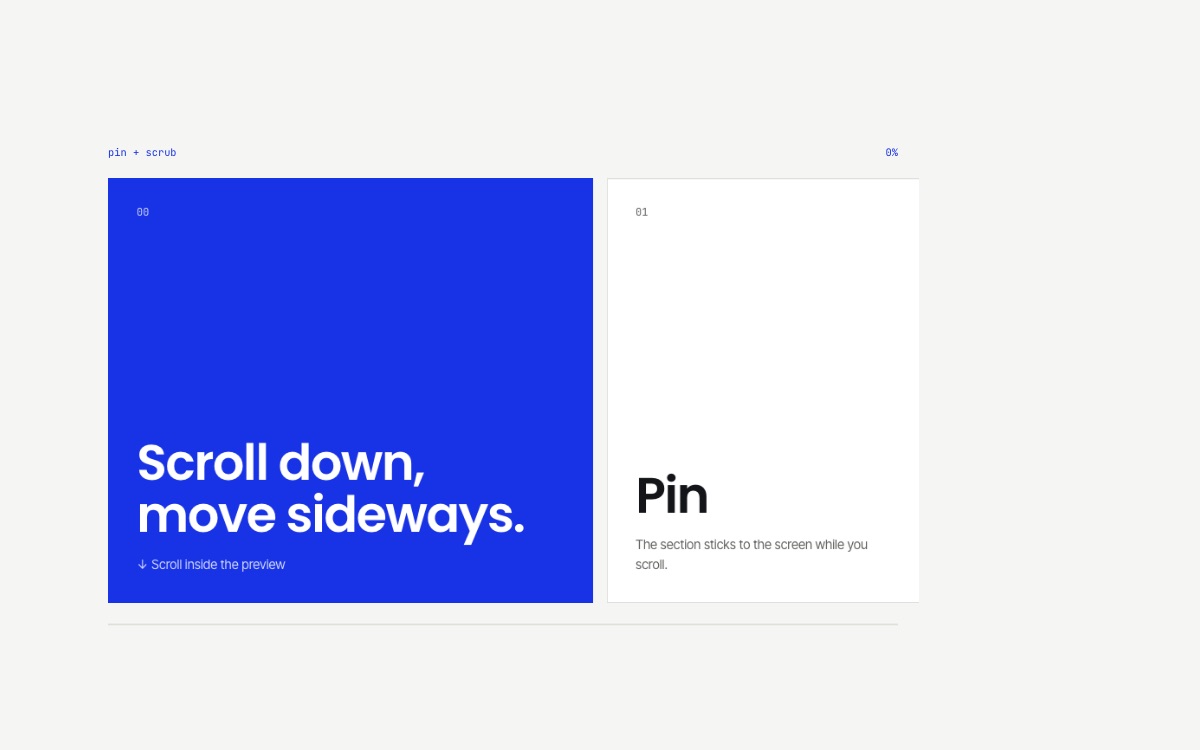 pin + scrub
0%
00
Scroll down,
move sideways.
↓ Scroll inside the preview
01
Pin
The section sticks to the screen while you
scroll.